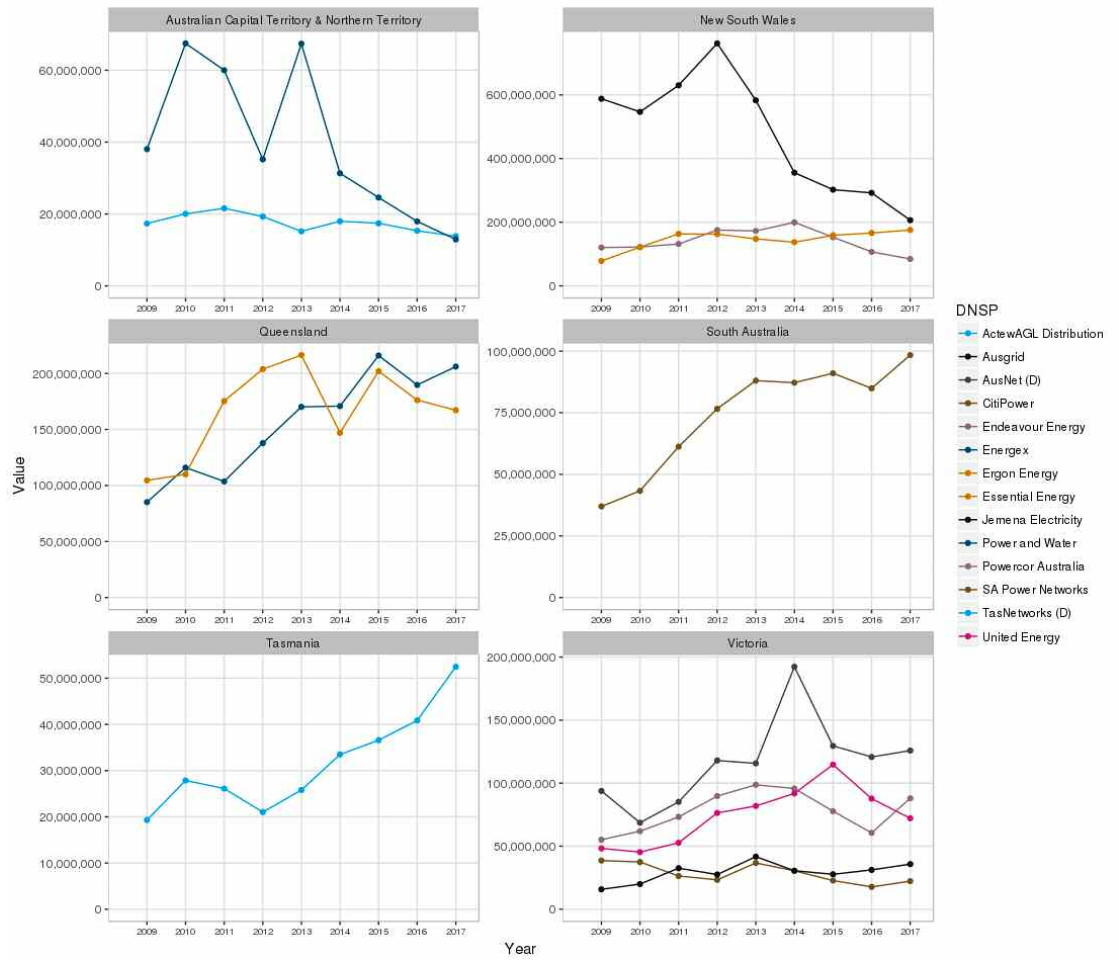 Australian Capital Territory & Northern Territory
60,000,000
40,000,000
20,000,000
0
2009 2010 2011 2012 2013 2014 2015 2016 2017
New South Wales
600,000,000
400,000,000
200,000,000
0
2009 2010 2011 2012 2013 2014 2015 2016 2017
Queensland
200,000,000
150,000,000
100,000,000
50,000,000
0
2009 2010 2011 2012 2013 2014 2015 2016 2017
South Australia
100,000,000
75,000,000
50,000,000
25,000,000
0
2009 2010 2011 2012 2013 2014 2015 2016 2017
Tasmania
50,000,000
40,000,000
30,000,000
20,000,000
10,000,000
0
2009 2010 2011 2012 2013 2014 2015 2016 2017
Victoria
200,000,000
150,000,000
100,000,000
50,000,000
0
2009 2010 2011 2012 2013 2014 2015 2016 2017
Value
Year
DNSP
ActewAGL Distribution
Ausgrid
AusNet (D)
CitiPower
Endeavour Energy
Energex
Ergon Energy
Essential Energy
Jemena Electricity
Power and Water
Powercor Australia
SA Power Networks
TasNetworks (D)
United Energy